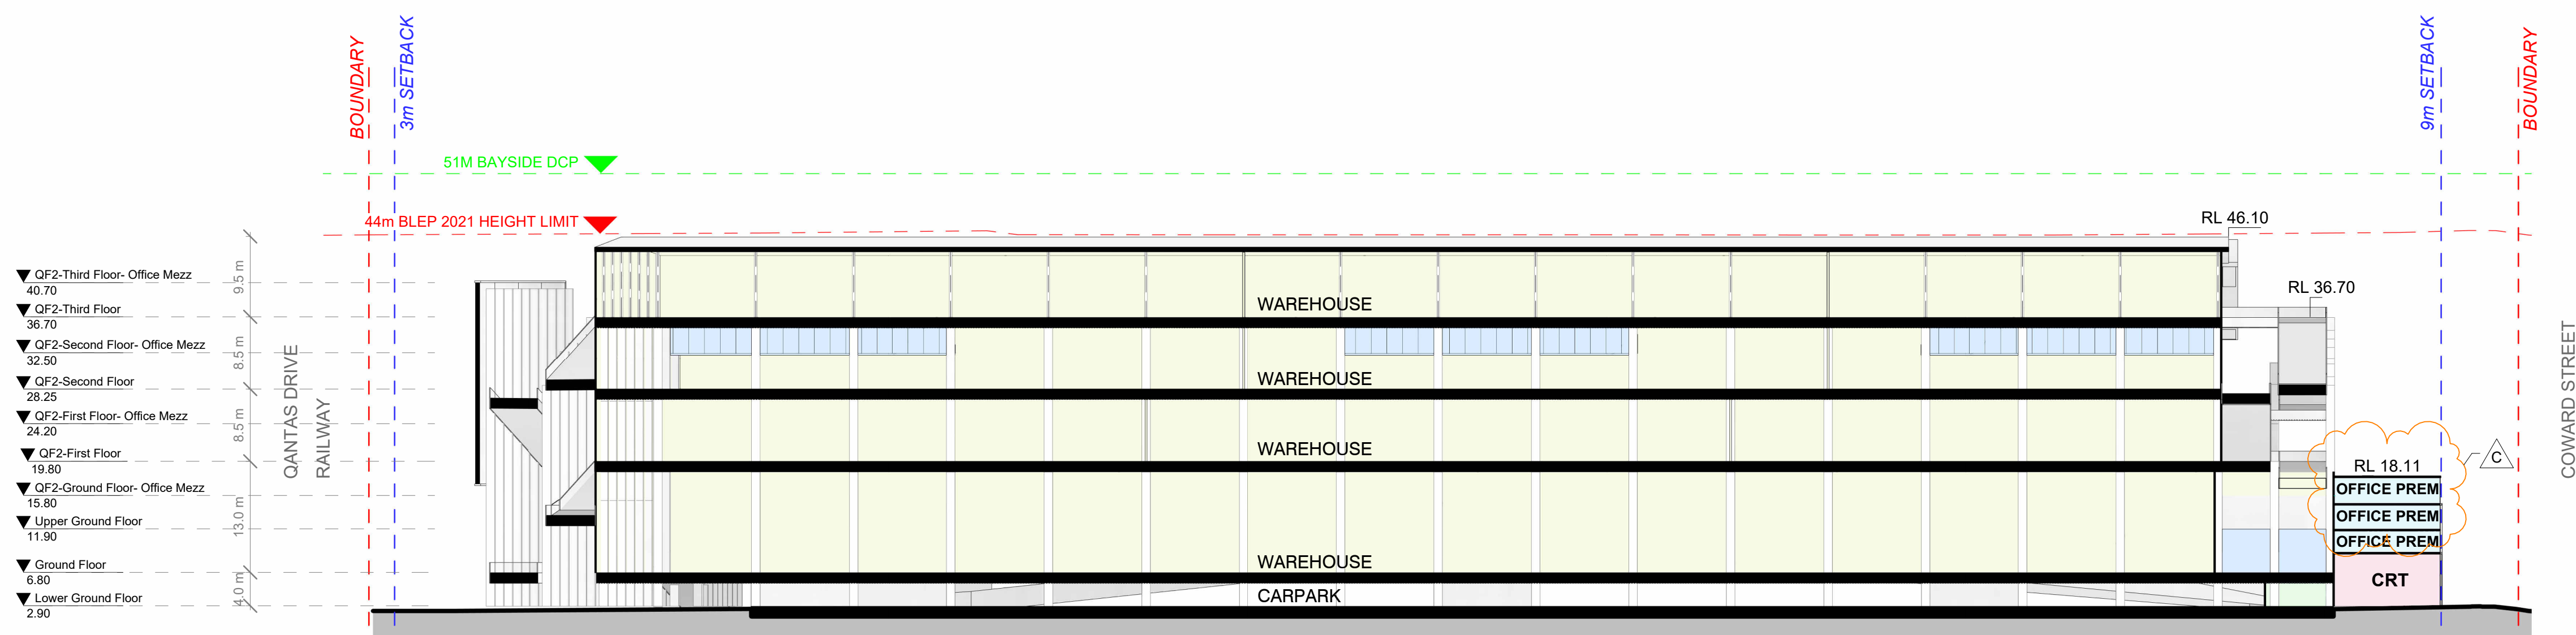 BOUNDARY
3m SETBACK
9m SETBACK
BOUNDARY
51M BAYSIDE DCP
44m BLEP 2021 HEIGHT LIMIT
RL 46.10
RL 36.70
QF2-Third Floor- Office Mezz
40.70
QF2-Third Floor
36.70
QF2-Second Floor- Office Mezz
32.50
QF2-Second Floor
28.25
QF2-First Floor- Office Mezz
24.20
QF2-First Floor
19.80
QF2-Ground Floor- Office Mezz
15.80
Upper Ground Floor
11.90
Ground Floor
6.80
Lower Ground Floor
2.90
9.5 m
8.5 m
8.5 m
13.0 m
4.0 m
QANTAS DRIVE
RAILWAY
WAREHOUSE
WAREHOUSE
WAREHOUSE
WAREHOUSE
CARPARK
RL 18.11
C
OFFICE PREM
OFFICE PREM
OFFICE PREM
CRT
COWARD STREET